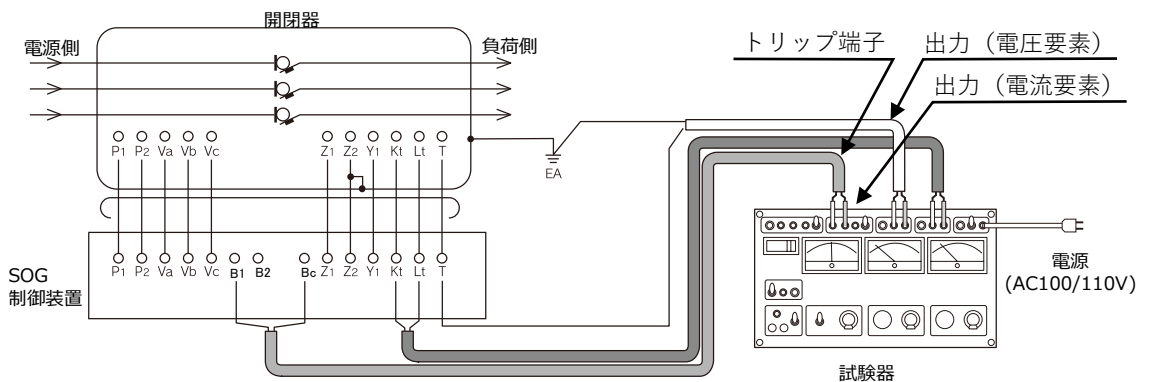 開閉器
電源側
負荷側
トリップ端子
出力（電圧要素）
出力（電流要素）
P1 P2 Va Vb Vc Z1 Z2 Y1 Kt Lt T
EA
SOG
制御装置
P1 P2 Va Vb Vc B1 B2 Bc Z1 Z2 Y1 Kt Lt T
電源
(AC100/110V)
試験器